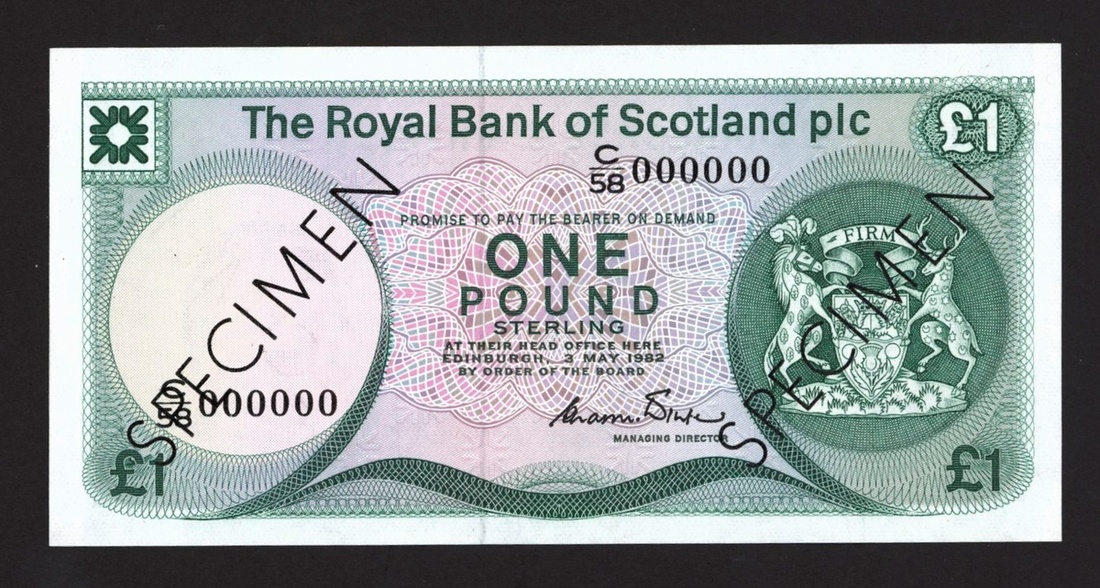 The Royal Bank of Scotland plc
£1
C/58 000000
PROMISE TO PAY THE BEARER ON DEMAND
ONE
POUND
STERLING
AT THEIR HEAD OFFICE HERE
EDINBURGH, 3 MAY 1982
BY ORDER OF THE BOARD
MANAGING DIRECTOR
FIRM
C/58 000000
£1
£1
SPECIMEN
SPECIMEN